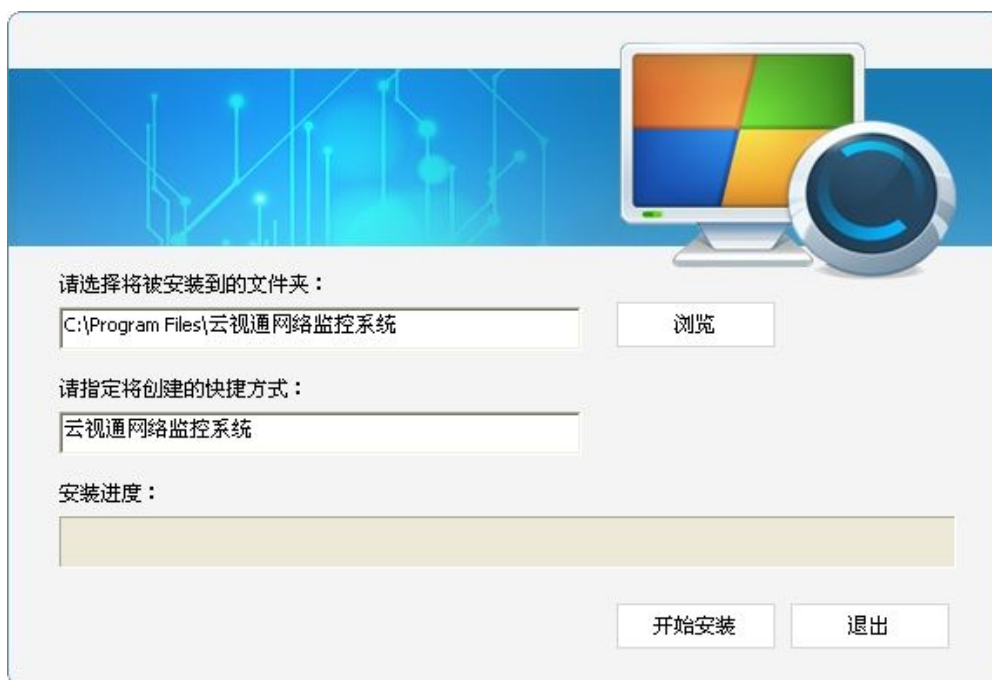 请选择将被安装到的文件夹：
C:\Program Files\云视通网络监控系统
浏览
请指定将创建的快捷方式：
云视通网络监控系统
安装进度：
开始安装
退出